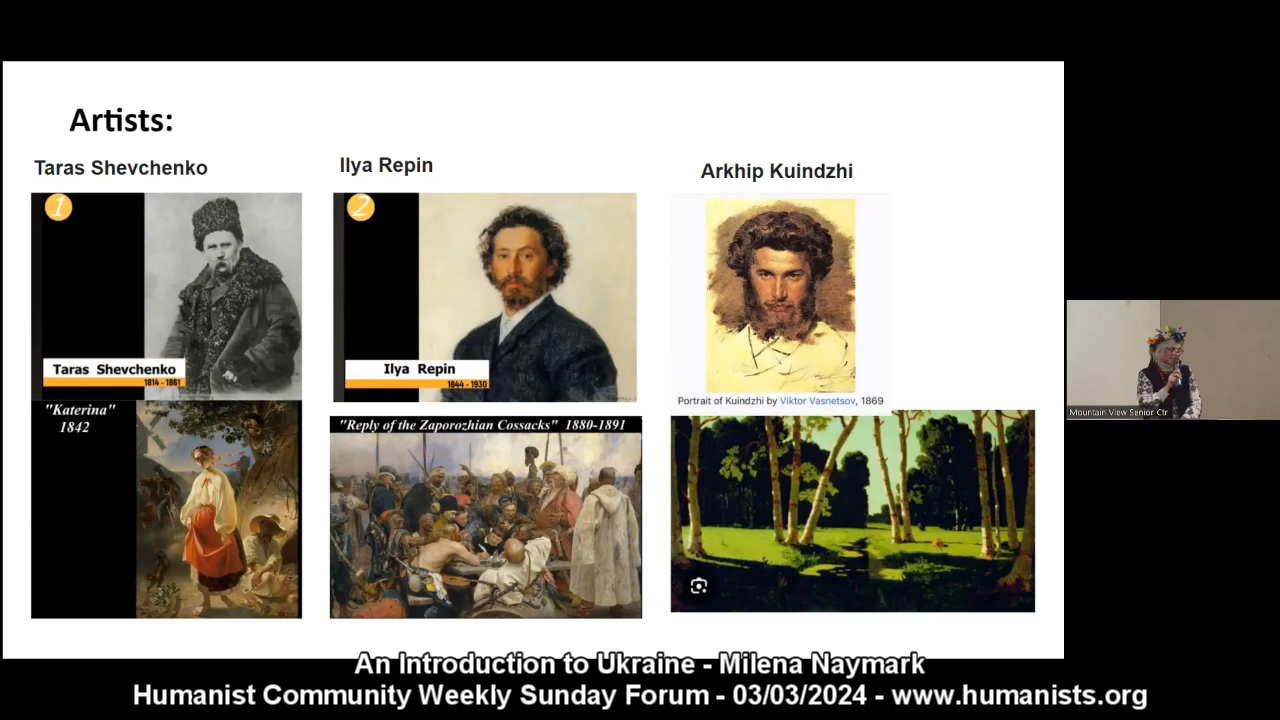 Artists:
Taras Shevchenko
Ilya Repin
Arkhip Kuindzhi
1
2
Taras Shevchenko
1814 - 1861
Ilya Repin
1844 - 1930
Portrait of Kuindzhi by Viktor Vasnetsov, 1869
"Katerina"
1842
"Reply of the Zaporozhian Cossacks" 1880-1891
Mountain View Senior Ctr
An Introduction to Ukraine - Milena Naymark
Humanist Community Weekly Sunday Forum - 03/03/2024 - www.humanists.org